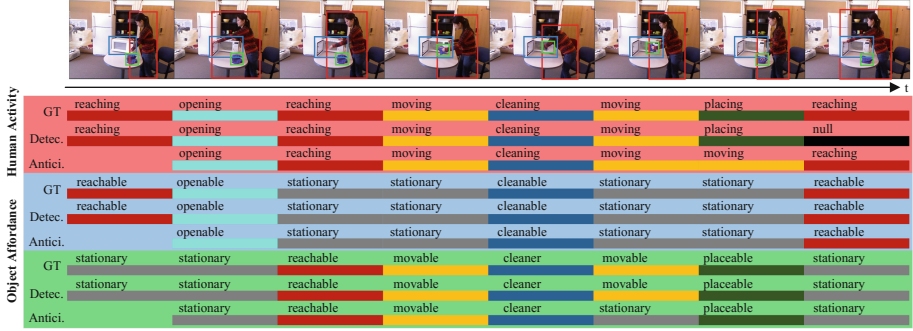 t
Human Activity
GT reaching opening reaching moving cleaning moving placing reaching
Detec. reaching opening reaching moving cleaning moving placing null
Antici. opening reaching moving cleaning moving moving reaching
Object Affordance
GT reachable openable stationary stationary cleanable stationary stationary reachable
Detec. reachable openable stationary stationary cleanable stationary stationary reachable
Antici. openable stationary stationary cleanable stationary stationary reachable
GT stationary stationary reachable movable cleaner movable placeable stationary
Detec. stationary stationary reachable movable cleaner movable placeable stationary
Antici. stationary reachable movable cleaner stationary placeable stationary